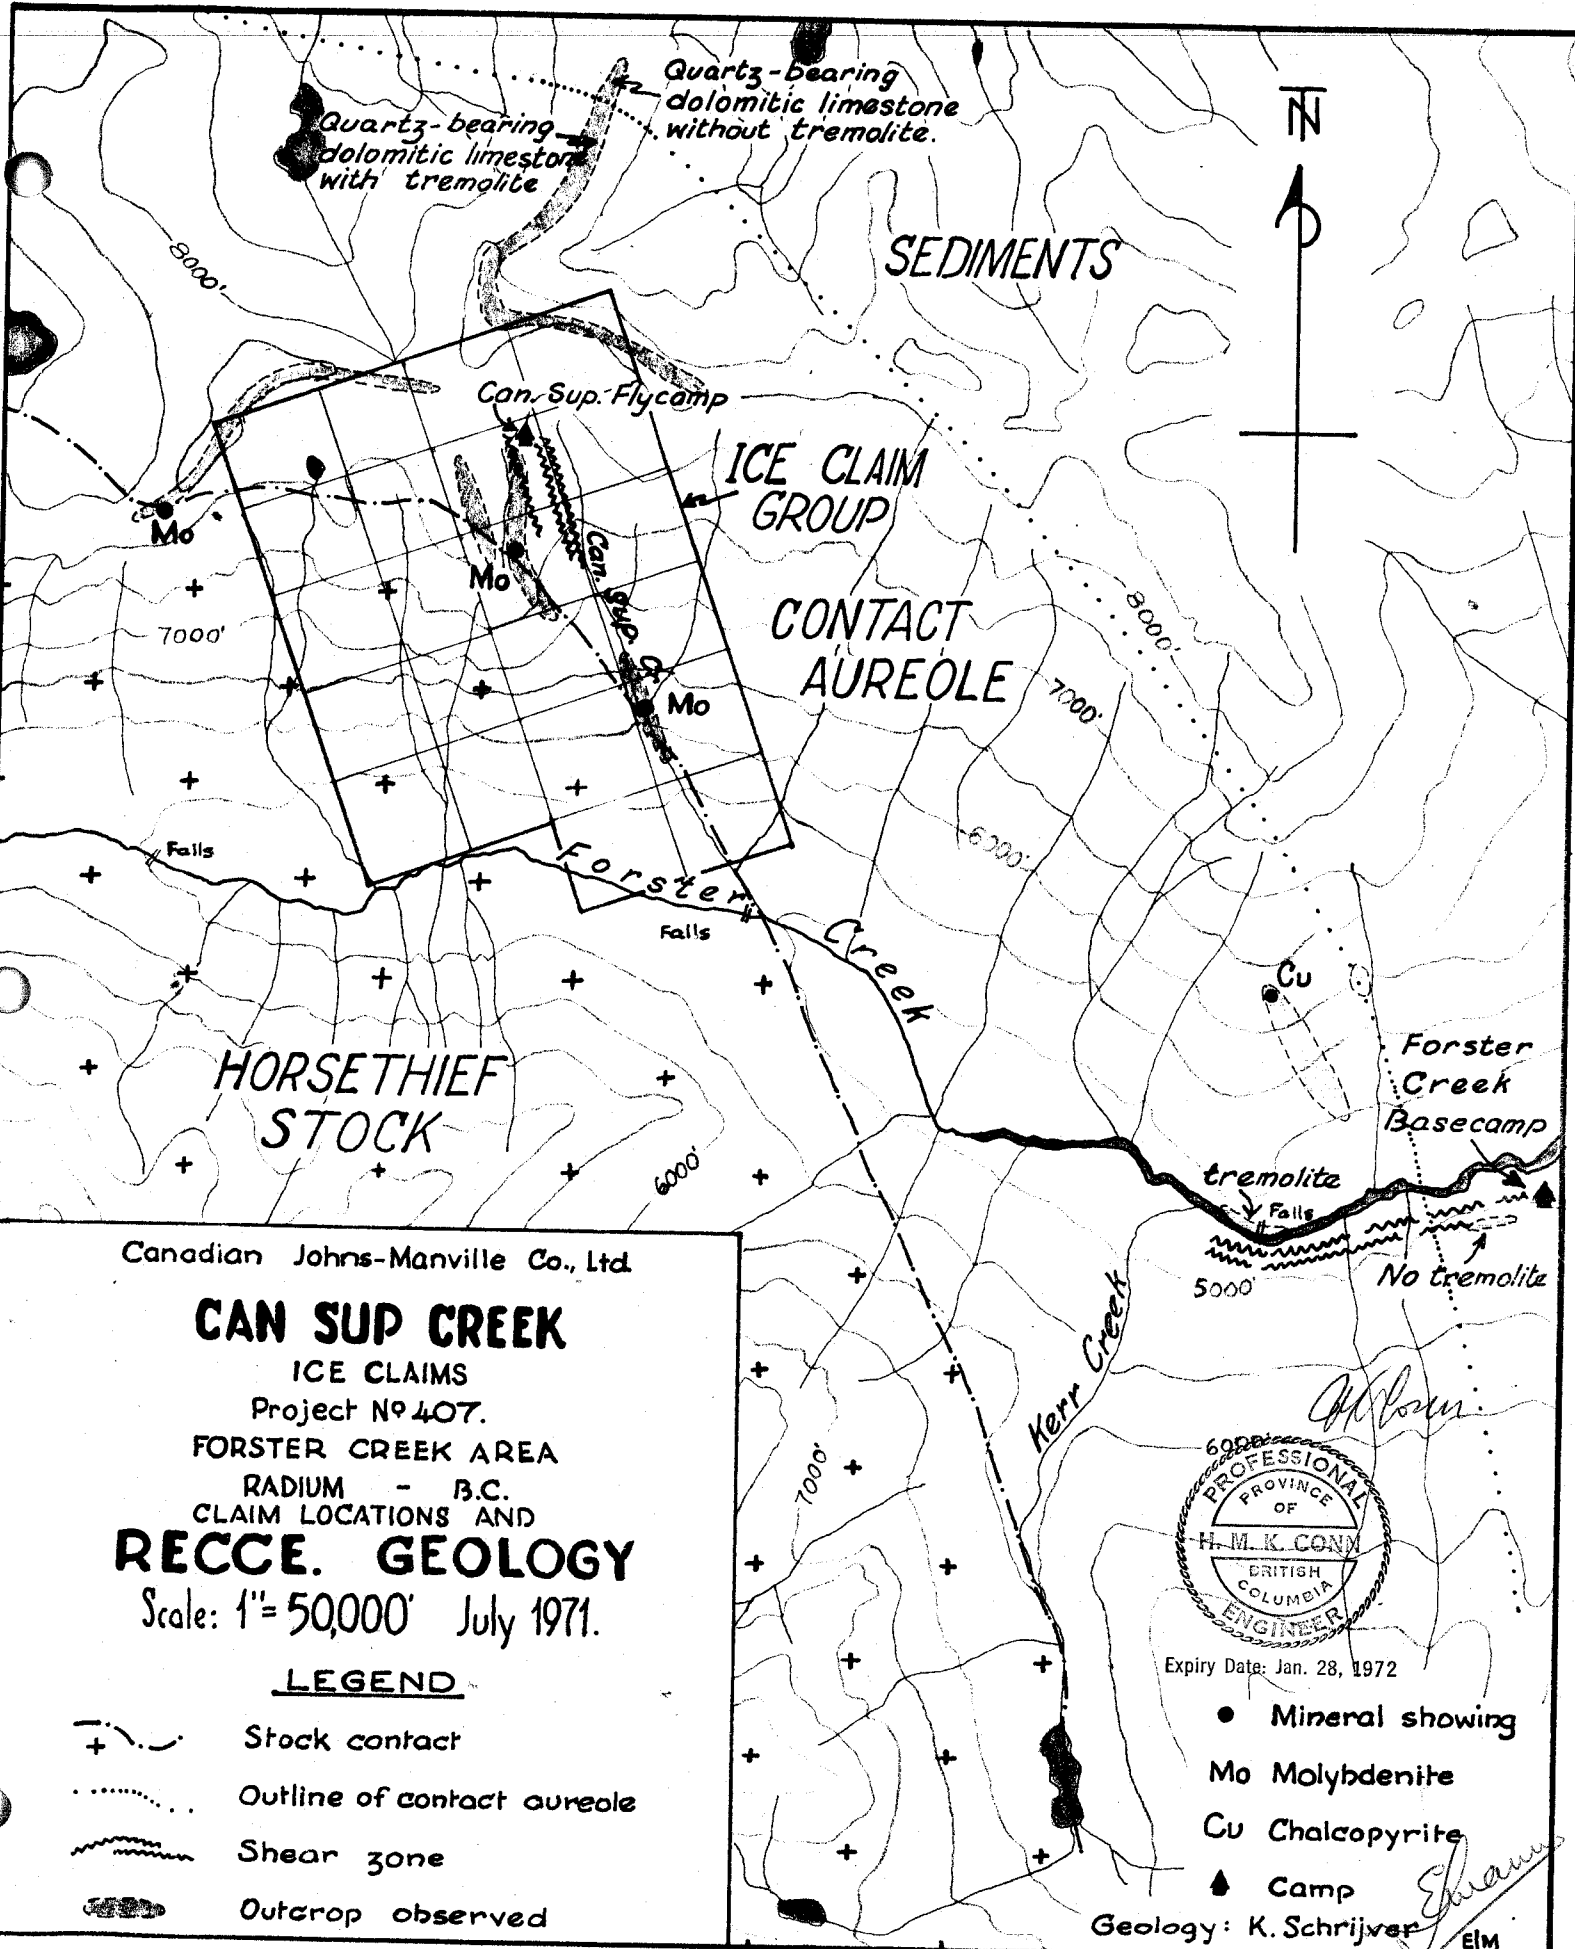 Quartz-bearing
dolomitic limestone
without tremolite.
Quartz-bearing
dolomitic limestone
with tremolite
N
8000'
SEDIMENTS
Can. Sup. Flycamp
ICE CLAIM
GROUP
Mo
Mo
Can. Sup. Cr.
Mo
7000'
CONTACT
AUREOLE
8000'
7000'
6000'
Falls
Forster Creek
Falls
Cu
Forster
Creek
Basecamp
HORSETHIEF
STOCK
6000'
tremolite
Falls
5000'
No tremolite
Kerr Creek
7000'
6000'
PROFESSIONAL
PROVINCE
OF
H. M. K. CONN
BRITISH
COLUMBIA
ENGINEER
Expiry Date: Jan. 28, 1972
Canadian Johns-Manville Co., Ltd.
CAN SUP CREEK
ICE CLAIMS
Project Nº 407.
FORSTER CREEK AREA
RADIUM - B.C.
CLAIM LOCATIONS AND
RECCE. GEOLOGY
Scale: 1"= 50,000' July 1971.
LEGEND
Stock contact
Outline of contact aureole
Shear zone
Outcrop observed
Mineral showing
Mo Molybdenite
Cu Chalcopyrite
Camp
Geology: K. Schrijver
ElM